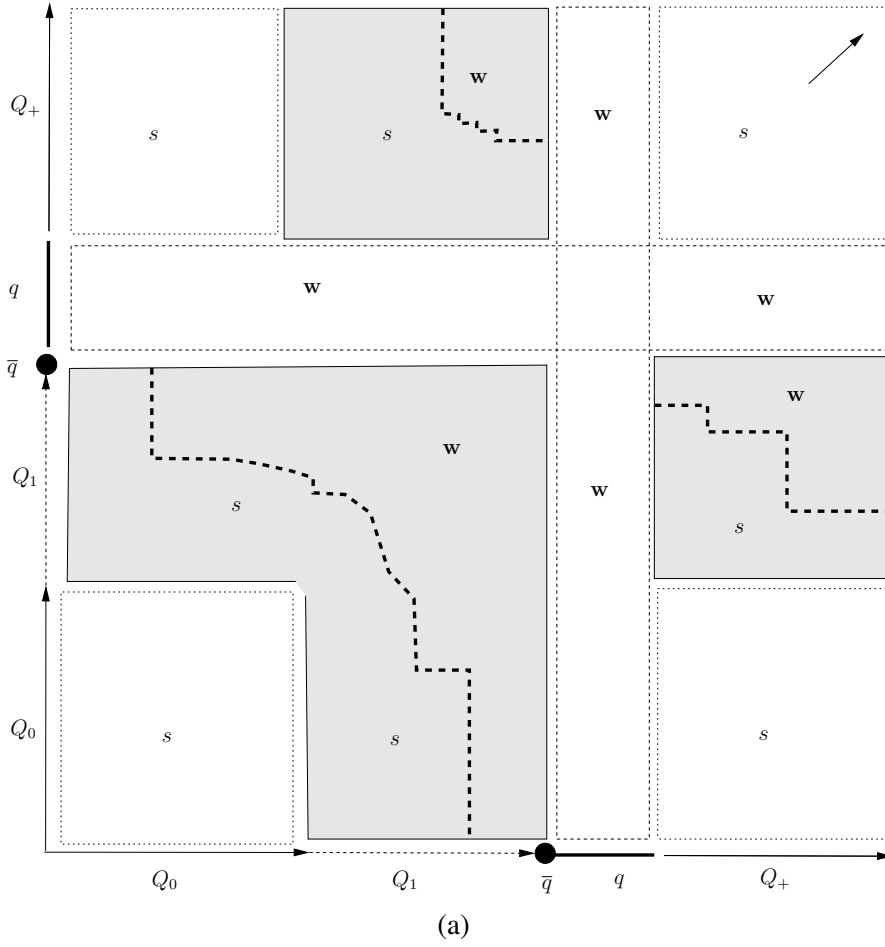 w
Q₊ s s w s
q w w
q̅
w
w
Q₁ s w s
Q₀ s s s
Q₀ Q₁ q̅ q Q₊
(a)